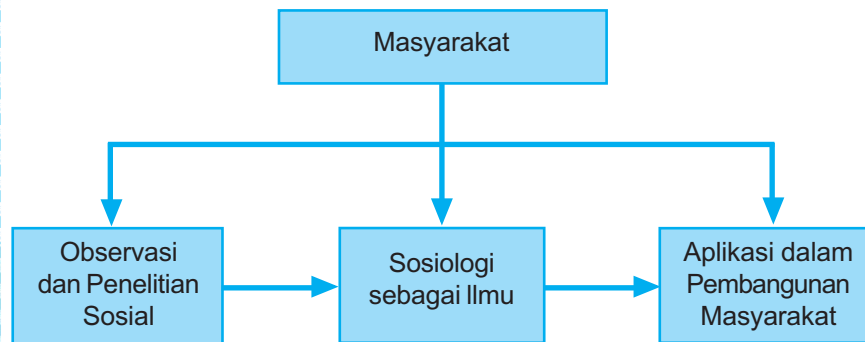 Masyarakat
Observasi
dan Penelitian
Sosial
Sosiologi
sebagai Ilmu
Aplikasi dalam
Pembangunan
Masyarakat